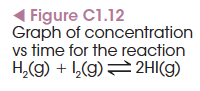 ◀ Figure C1.12
Graph of concentration
vs time for the reaction
H₂(g) + I₂(g) ⇌ 2HI(g)